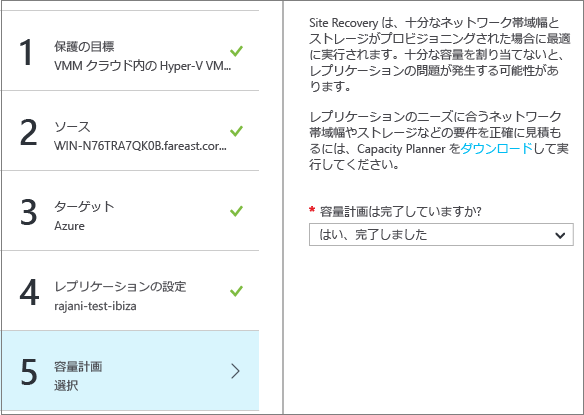 1
保護の目標
VMM クラウド内の Hyper-V VM...
2
ソース
WIN-N76TRA7QK0B.fareast.cor...
3
ターゲット
Azure
4
レプリケーションの設定
rajani-test-ibiza
5
容量計画
選択
Site Recovery は、十分なネットワーク帯域幅と
ストレージがプロビジョニングされた場合に最適
に実行されます。十分な容量を割り当てないと、
レプリケーションの問題が発生する可能性があ
ります。
レプリケーションのニーズに合うネットワーク
帯域幅やストレージなどの要件を正確に見積も
るには、Capacity Planner をダウンロードして実
行してください。
* 容量計画は完了していますか?
はい、完了しました